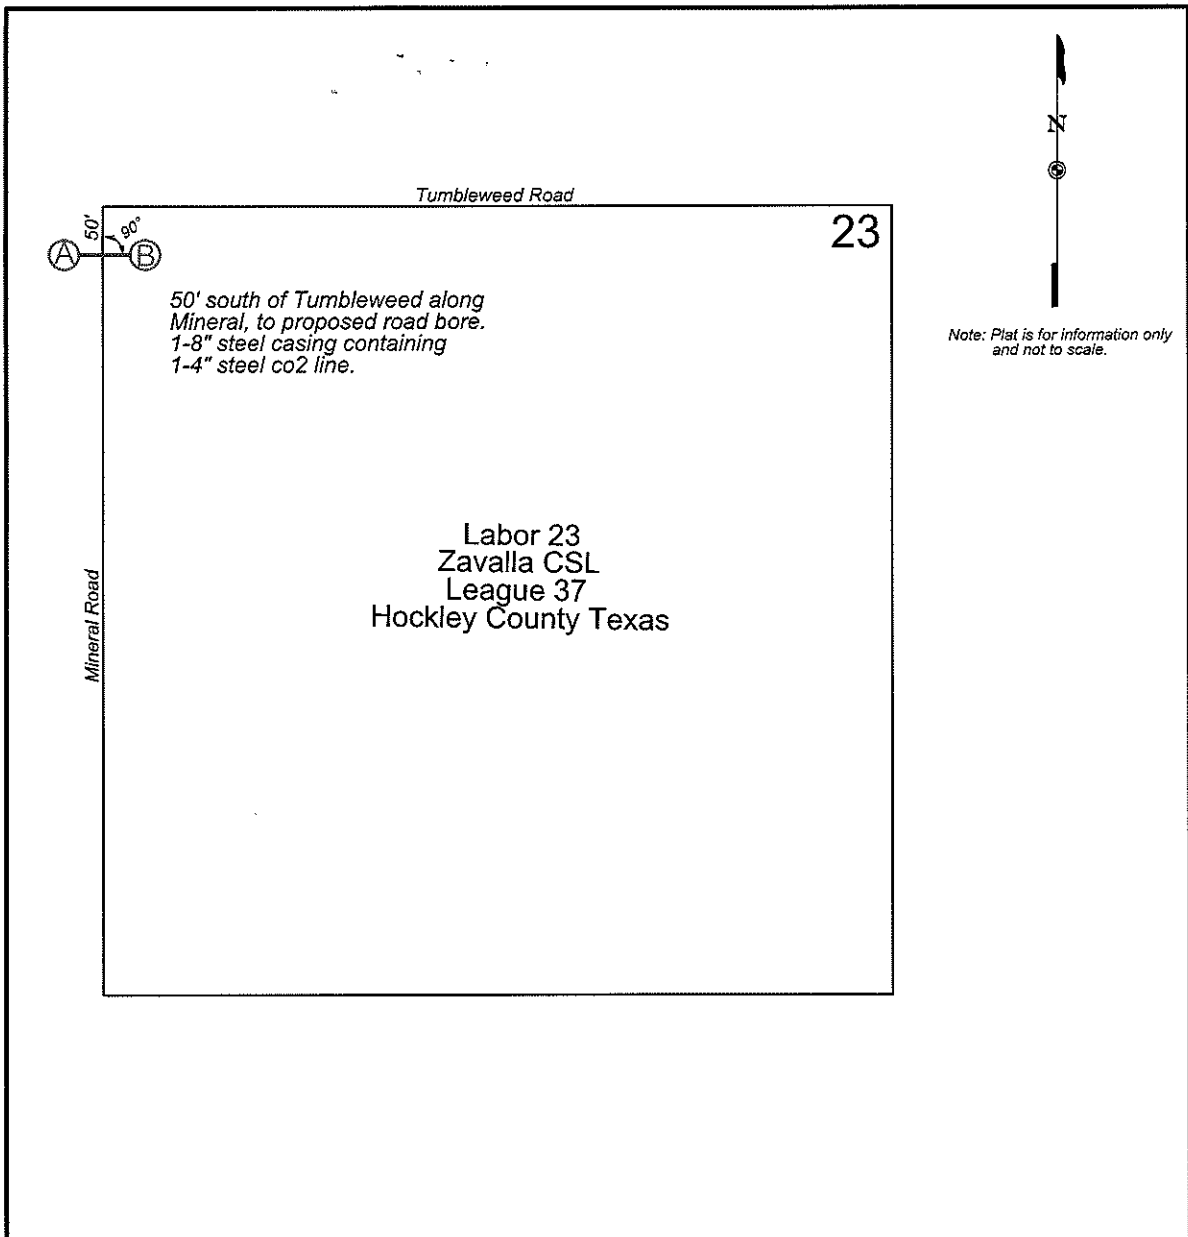 N
Tumbleweed Road
23
50'
90°
A
B
50' south of Tumbleweed along
Mineral, to proposed road bore.
1-8" steel casing containing
1-4" steel co2 line.
Note: Plat is for information only
and not to scale.
Labor 23
Zavalla CSL
League 37
Hockley County Texas
Mineral Road